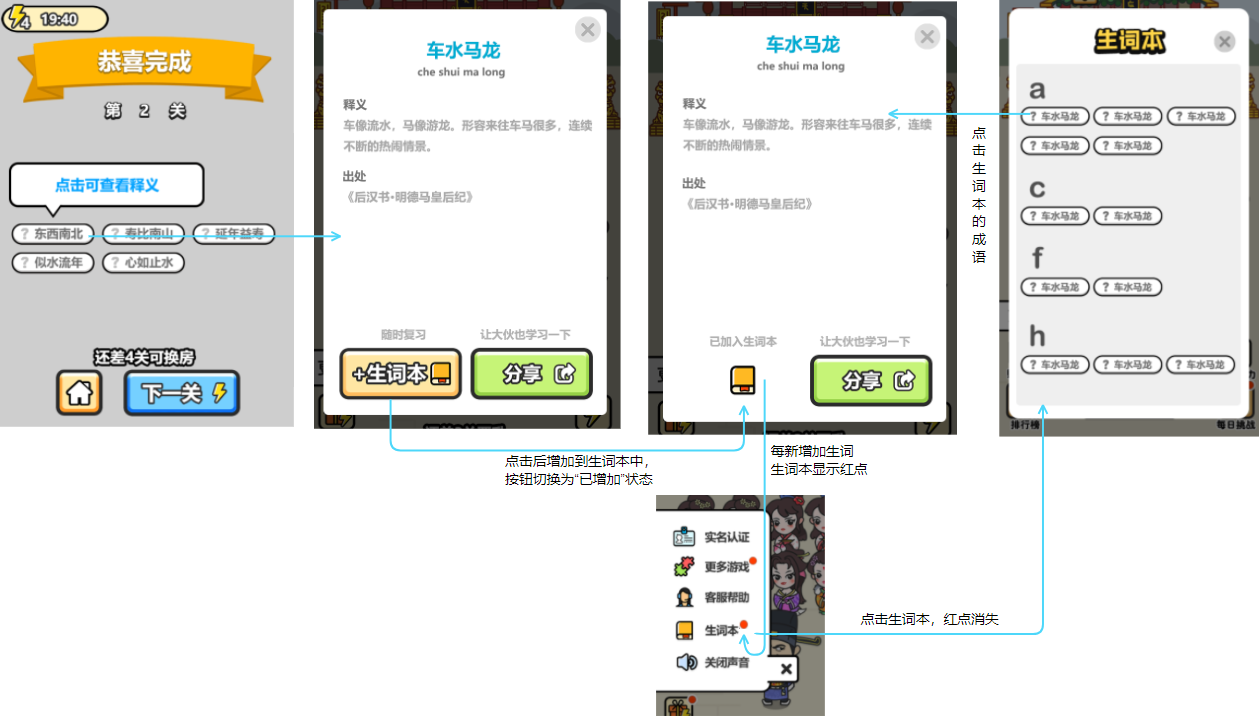 4 19:40
恭喜完成
第 2 关
点击可查看释义
? 东西南北
? 寿比南山
? 延年益寿
? 似水流年
? 心如止水
还差4关可换房
下一关
车水马龙
che shui ma long
释义
车像流水，马像游龙。形容来往车马很多，连续
不断的热闹情景。
出处
《后汉书·明德马皇后纪》
随时复习
让大伙也学习一下
+生词本
分享
点击后增加到生词本中，
按钮切换为“已增加”状态
车水马龙
che shui ma long
释义
车像流水，马像游龙。形容来往车马很多，连续
不断的热闹情景。
出处
《后汉书·明德马皇后纪》
已加入生词本
让大伙也学习一下
分享
每新增加生词
生词本显示红点
点击生词本的成语
生词本
a
? 车水马龙
? 车水马龙
? 车水马龙
? 车水马龙
? 车水马龙
c
? 车水马龙
? 车水马龙
f
? 车水马龙
? 车水马龙
h
? 车水马龙
? 车水马龙
? 车水马龙
排行榜
每日挑战
实名认证
更多游戏
客服帮助
生词本
关闭声音
点击生词本，红点消失